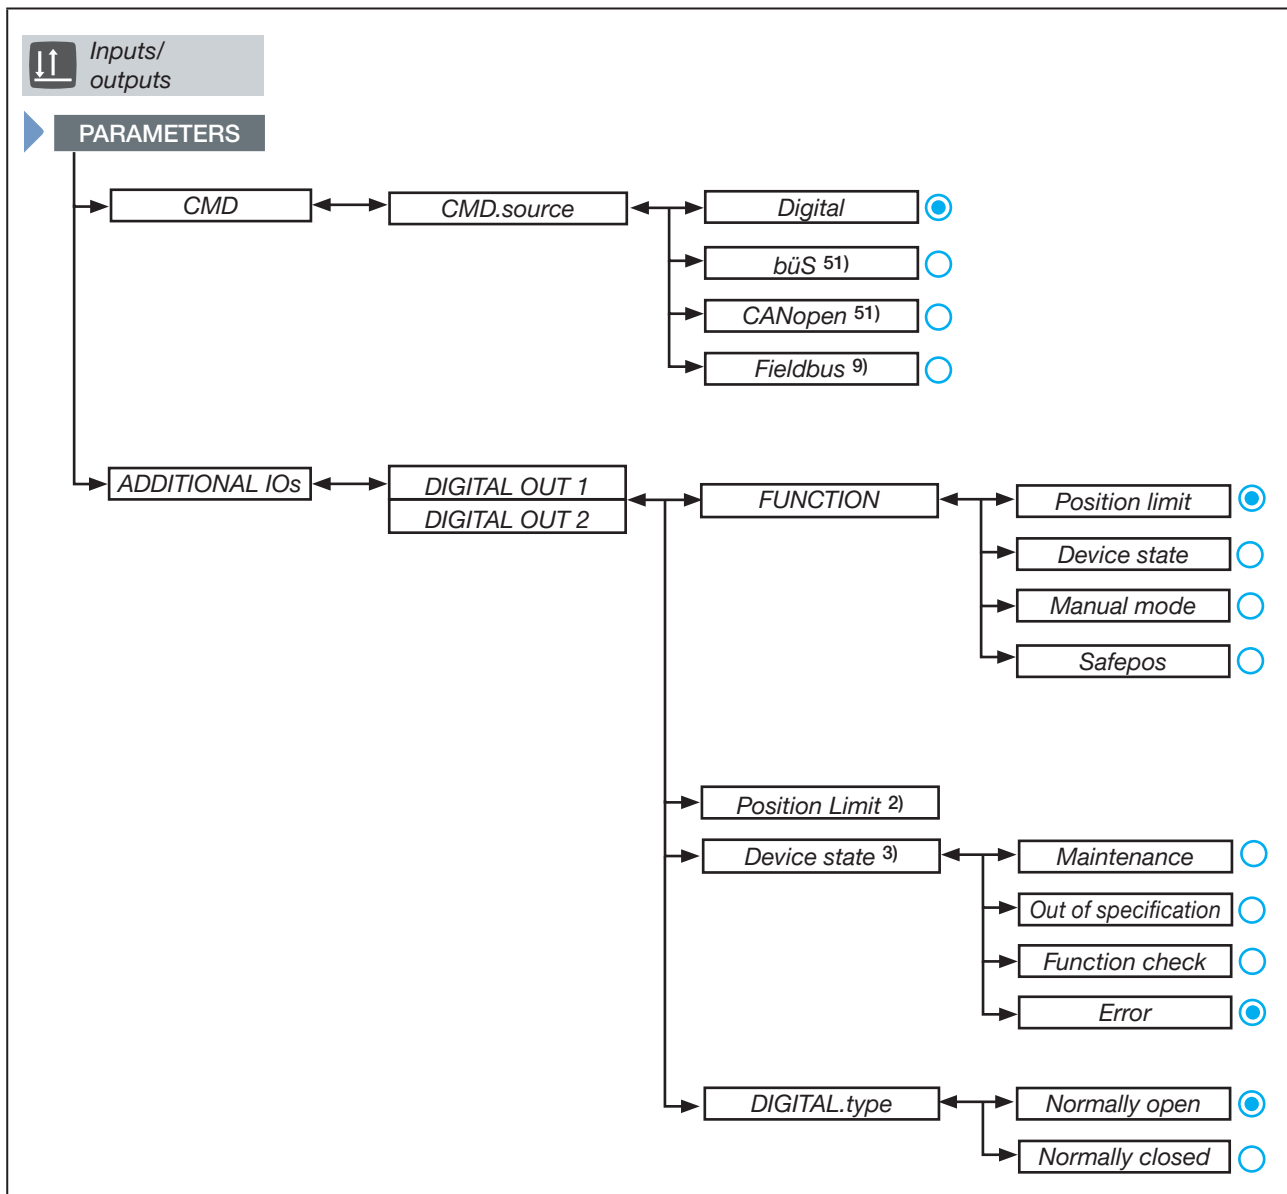 Inputs/
outputs
PARAMETERS
CMD
CMD.source
Digital
büS 51)
CANopen 51)
Fieldbus 9)
ADDITIONAL IOs
DIGITAL OUT 1
DIGITAL OUT 2
FUNCTION
Position limit
Device state
Manual mode
Safepos
Position Limit 2)
Device state 3)
Maintenance
Out of specification
Function check
Error
DIGITAL.type
Normally open
Normally closed